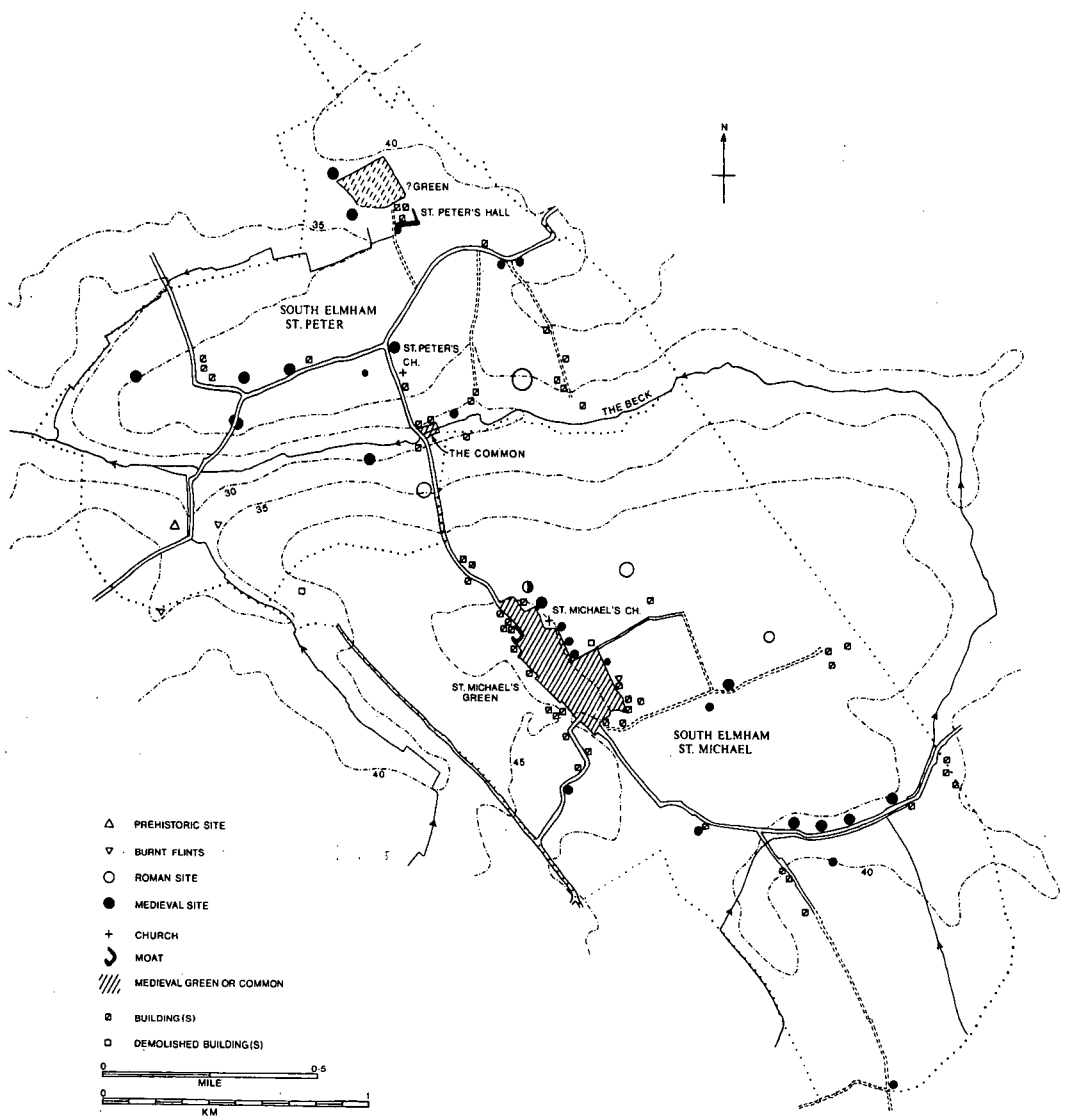 N
40
?GREEN
ST. PETER'S HALL
35
SOUTH ELMHAM
ST. PETER
ST. PETER'S
CH.
THE BECK
THE COMMON
30
35
ST. MICHAEL'S CH.
ST. MICHAEL'S
GREEN
SOUTH ELMHAM
ST. MICHAEL
45
40
40
PREHISTORIC SITE
BURNT FLINTS
ROMAN SITE
MEDIEVAL SITE
CHURCH
MOAT
MEDIEVAL GREEN OR COMMON
BUILDING(S)
DEMOLISHED BUILDING(S)
0 0·5
MILE
0 1
KM